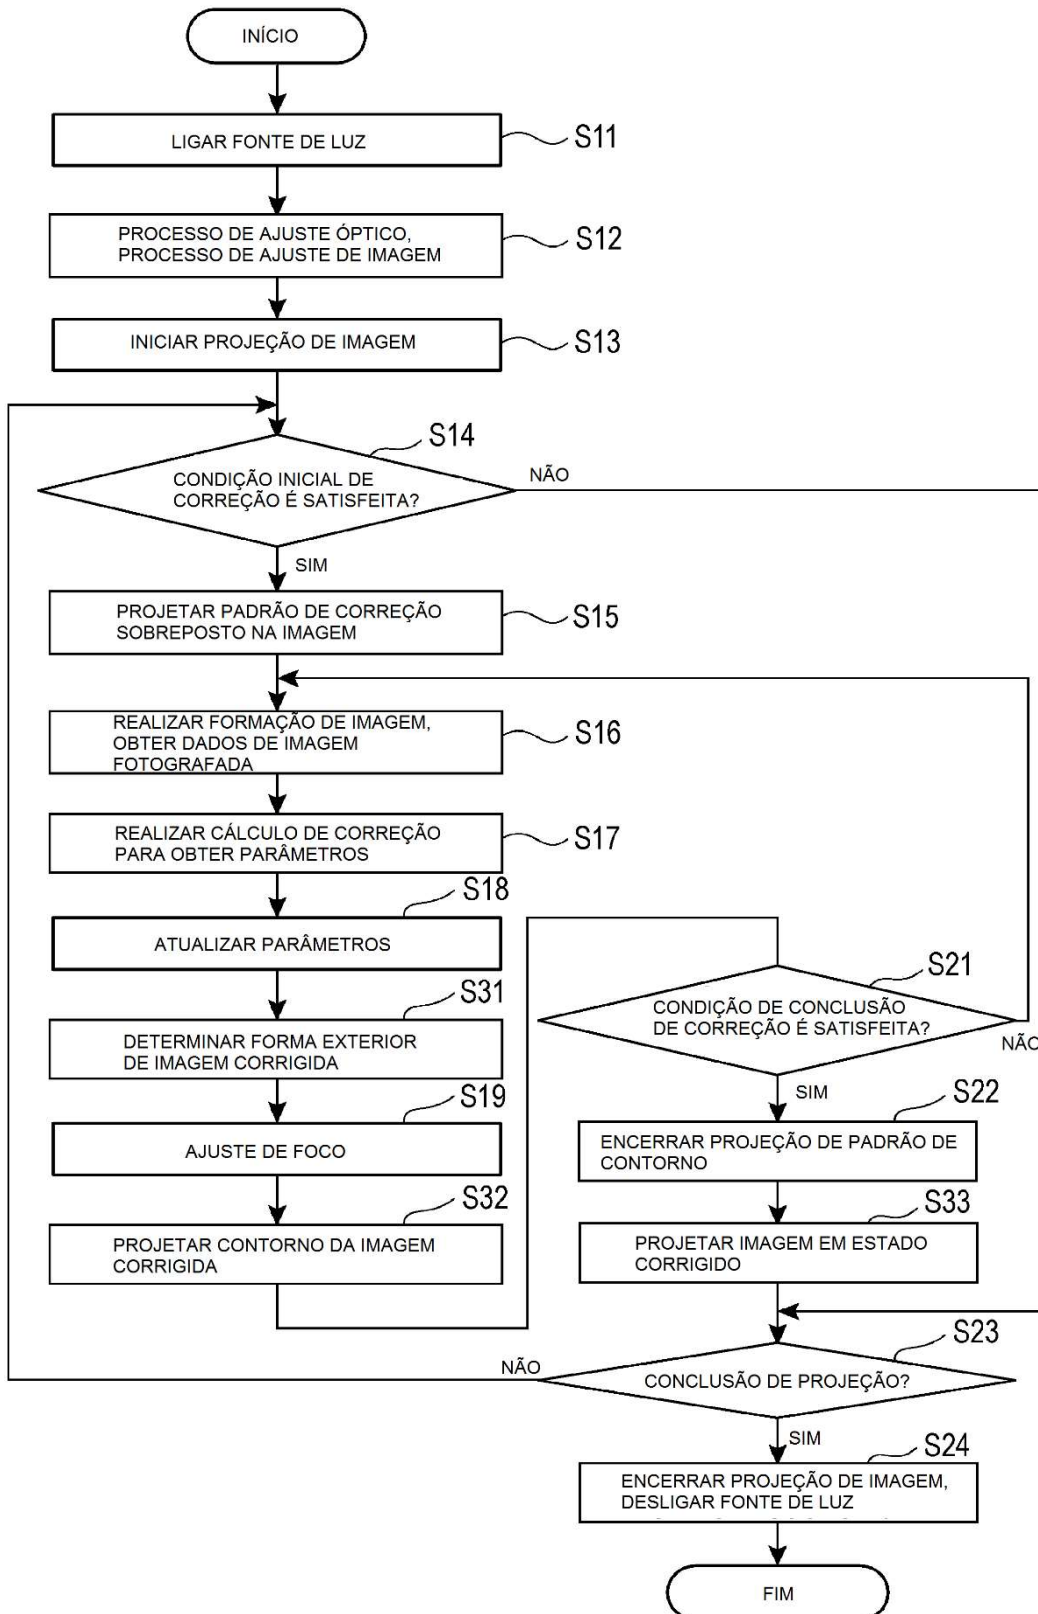 INÍCIO
LIGAR FONTE DE LUZ
S11
PROCESSO DE AJUSTE ÓPTICO,
PROCESSO DE AJUSTE DE IMAGEM
S12
INICIAR PROJEÇÃO DE IMAGEM
S13
S14
CONDIÇÃO INICIAL DE
CORREÇÃO É SATISFEITA?
NÃO
SIM
PROJETAR PADRÃO DE CORREÇÃO
SOBREPOSTO NA IMAGEM
S15
REALIZAR FORMAÇÃO DE IMAGEM,
OBTER DADOS DE IMAGEM
FOTOGRAFADA
S16
REALIZAR CÁLCULO DE CORREÇÃO
PARA OBTER PARÂMETROS
S17
S18
ATUALIZAR PARÂMETROS
S31
DETERMINAR FORMA EXTERIOR
DE IMAGEM CORRIGIDA
S19
AJUSTE DE FOCO
S32
PROJETAR CONTORNO DA IMAGEM
CORRIGIDA
S21
CONDIÇÃO DE CONCLUSÃO
DE CORREÇÃO É SATISFEITA?
NÃO
SIM
S22
ENCERRAR PROJEÇÃO DE PADRÃO DE
CONTORNO
S33
PROJETAR IMAGEM EM ESTADO
CORRIGIDO
S23
CONCLUSÃO DE PROJEÇÃO?
NÃO
SIM
S24
ENCERRAR PROJEÇÃO DE IMAGEM,
DESLIGAR FONTE DE LUZ
FIM